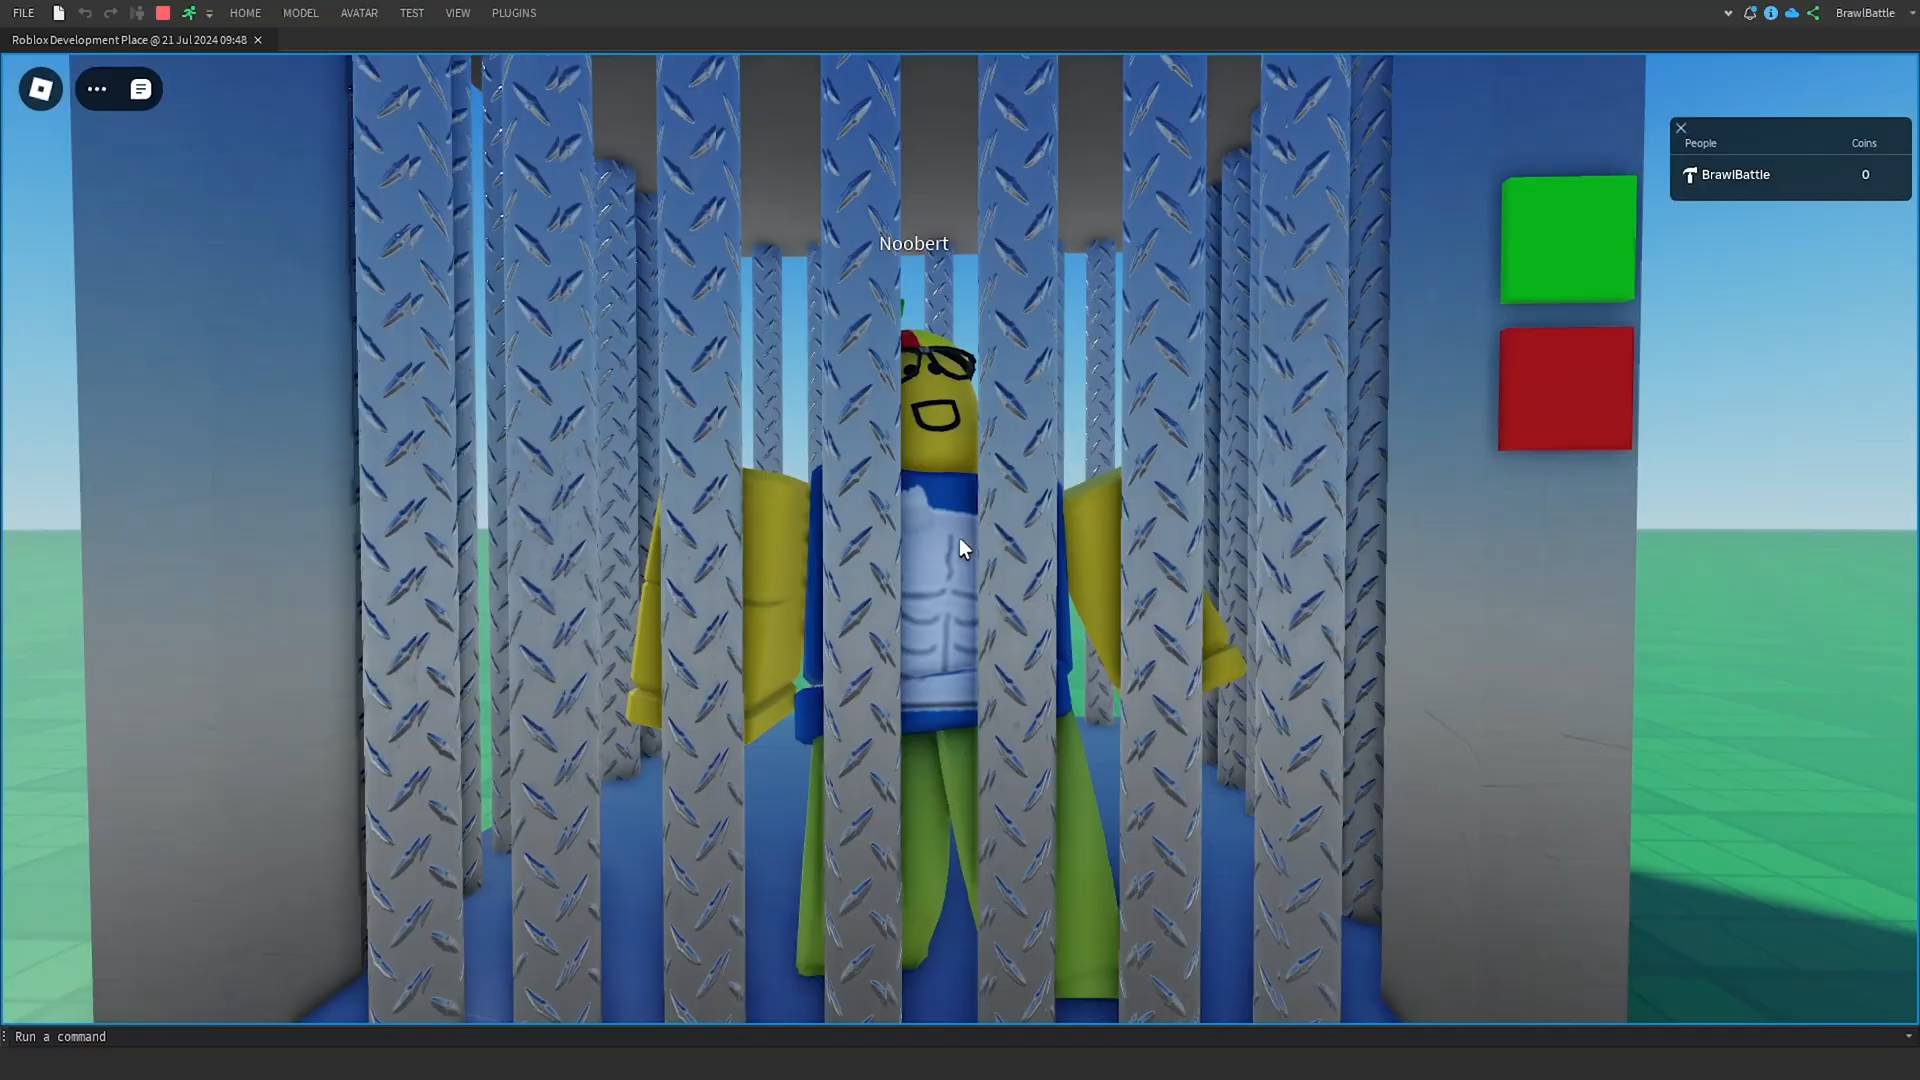 FILE HOME MODEL AVATAR TEST VIEW PLUGINS BrawlBattle
Roblox Development Place @ 21 Jul 2024 09:48
People Coins
BrawlBattle 0
Noobert
Run a command